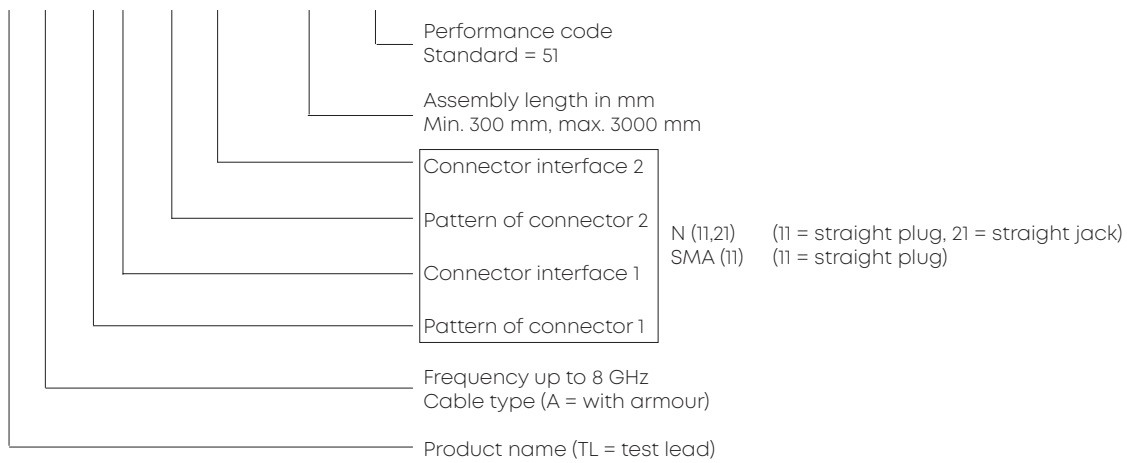 Performance code
Standard = 51
Assembly length in mm
Min. 300 mm, max. 3000 mm
Connector interface 2
Pattern of connector 2
N (11,21) (11 = straight plug, 21 = straight jack)
SMA (11) (11 = straight plug)
Connector interface 1
Pattern of connector 1
Frequency up to 8 GHz
Cable type (A = with armour)
Product name (TL = test lead)